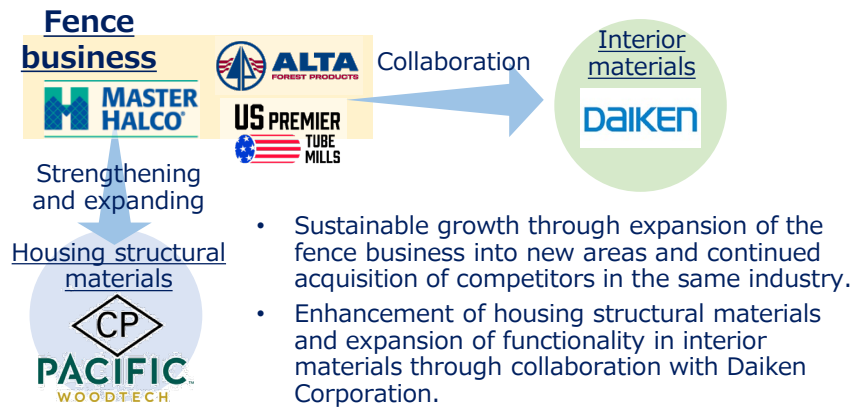 Fence
business
MASTER
HALCO
ALTA
FOREST PRODUCTS
US PREMIER
TUBE
MILLS
Collaboration
Interior
materials
DAIKEN
Strengthening
and expanding
Housing structural
materials
CP
PACIFIC
WOODTECH
• Sustainable growth through expansion of the
fence business into new areas and continued
acquisition of competitors in the same industry.
• Enhancement of housing structural materials
and expansion of functionality in interior
materials through collaboration with Daiken
Corporation.